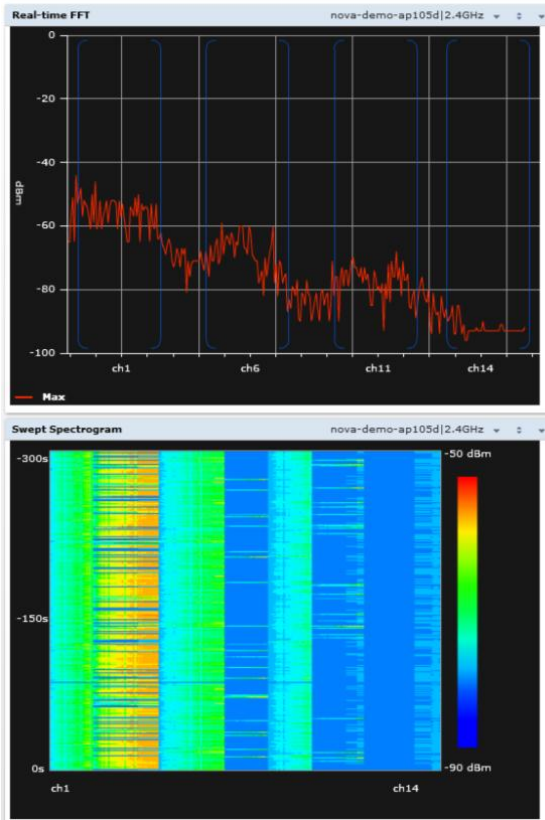 Real-time FFT nova-demo-ap105d|2.4GHz
0
-20
-40
dBm
-60
-80
-100
ch1 ch6 ch11 ch14
Max
Swept Spectrogram nova-demo-ap105d|2.4GHz
-300s -50 dBm
-150s
0s -90 dBm
ch1 ch14